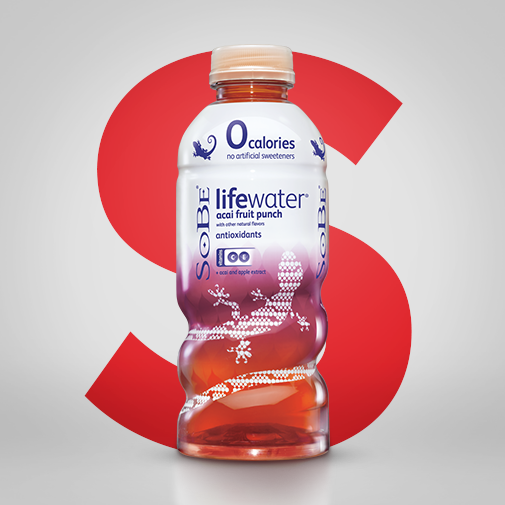 S
0 calories
no artificial sweeteners
SoBe®
lifewater®
acai fruit punch
with other natural flavors
antioxidants
vitamins C E
+ acai and apple extract
SoBe